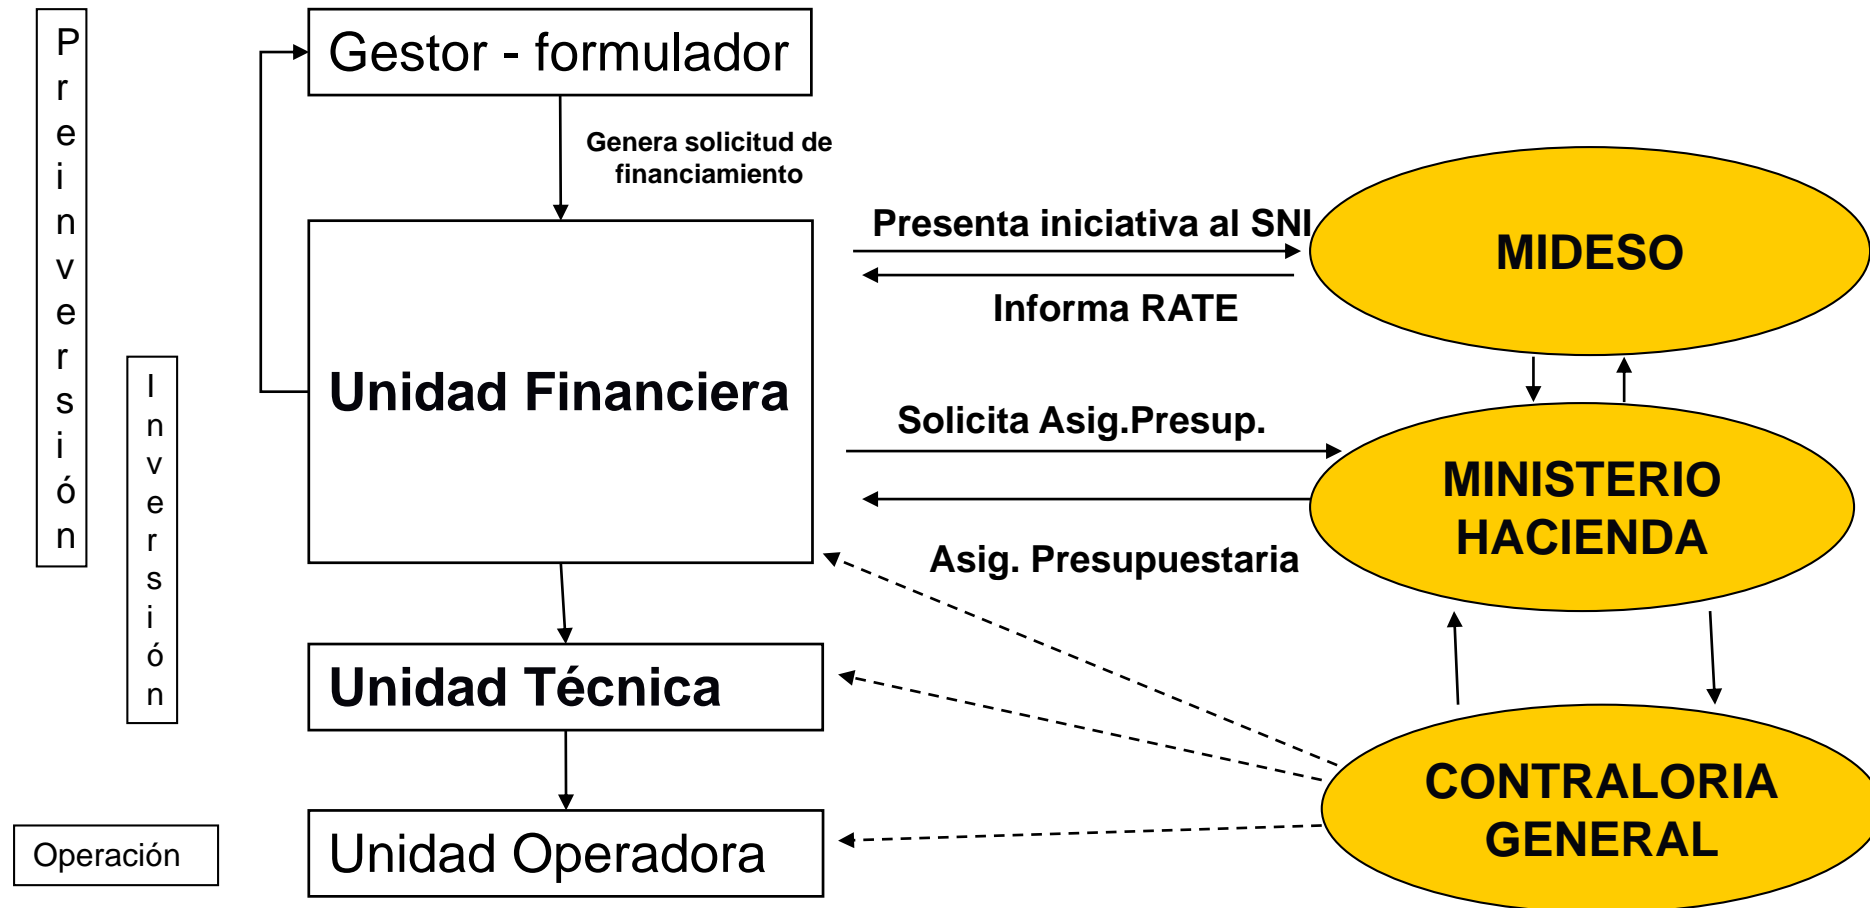 Preinversión
Gestor - formulador
Genera solicitud de
financiamiento
Presenta iniciativa al SNI
MIDESO
Informa RATE
Inversión
Unidad Financiera
Solicita Asig.Presup.
MINISTERIO
HACIENDA
Asig. Presupuestaria
Unidad Técnica
CONTRALORIA
GENERAL
Operación
Unidad Operadora